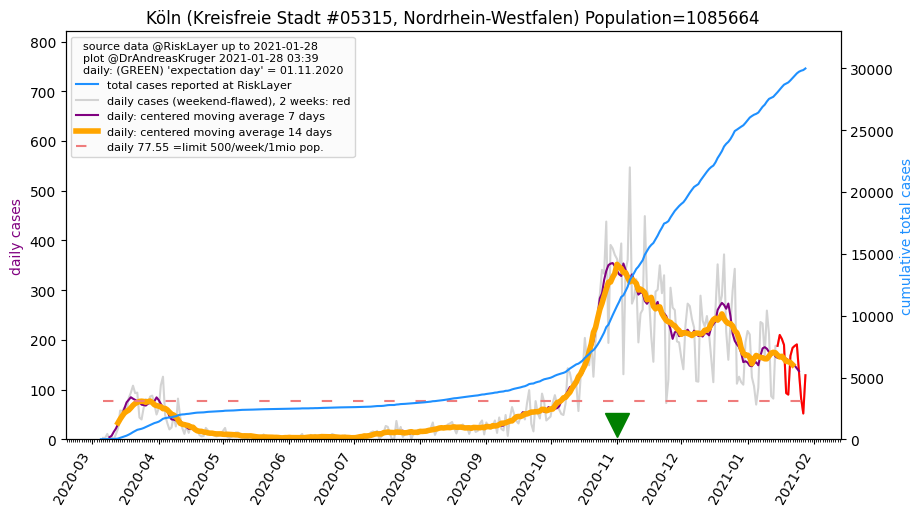 Köln (Kreisfreie Stadt #05315, Nordrhein-Westfalen) Population=1085664
source data @RiskLayer up to 2021-01-28
plot @DrAndreasKruger 2021-01-28 03:39
daily: (GREEN) 'expectation day' = 01.11.2020
total cases reported at RiskLayer
daily cases (weekend-flawed), 2 weeks: red
daily: centered moving average 7 days
daily: centered moving average 14 days
daily 77.55 =limit 500/week/1mio pop.
daily cases
800
700
600
500
400
300
200
100
0
cumulative total cases
30000
25000
20000
15000
10000
5000
0
2020-03
2020-04
2020-05
2020-06
2020-07
2020-08
2020-09
2020-10
2020-11
2020-12
2021-01
2021-02